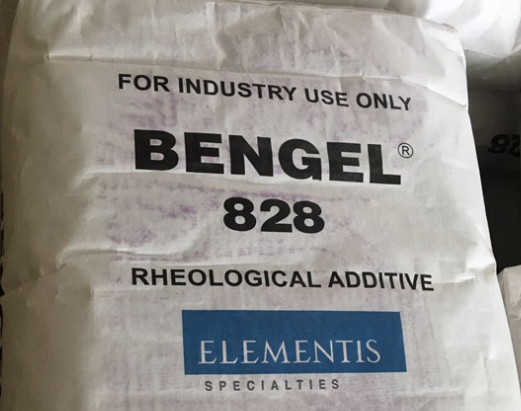 FOR INDUSTRY USE ONLY
BENGEL®
828
RHEOLOGICAL ADDITIVE
ELEMENTIS
SPECIALTIES